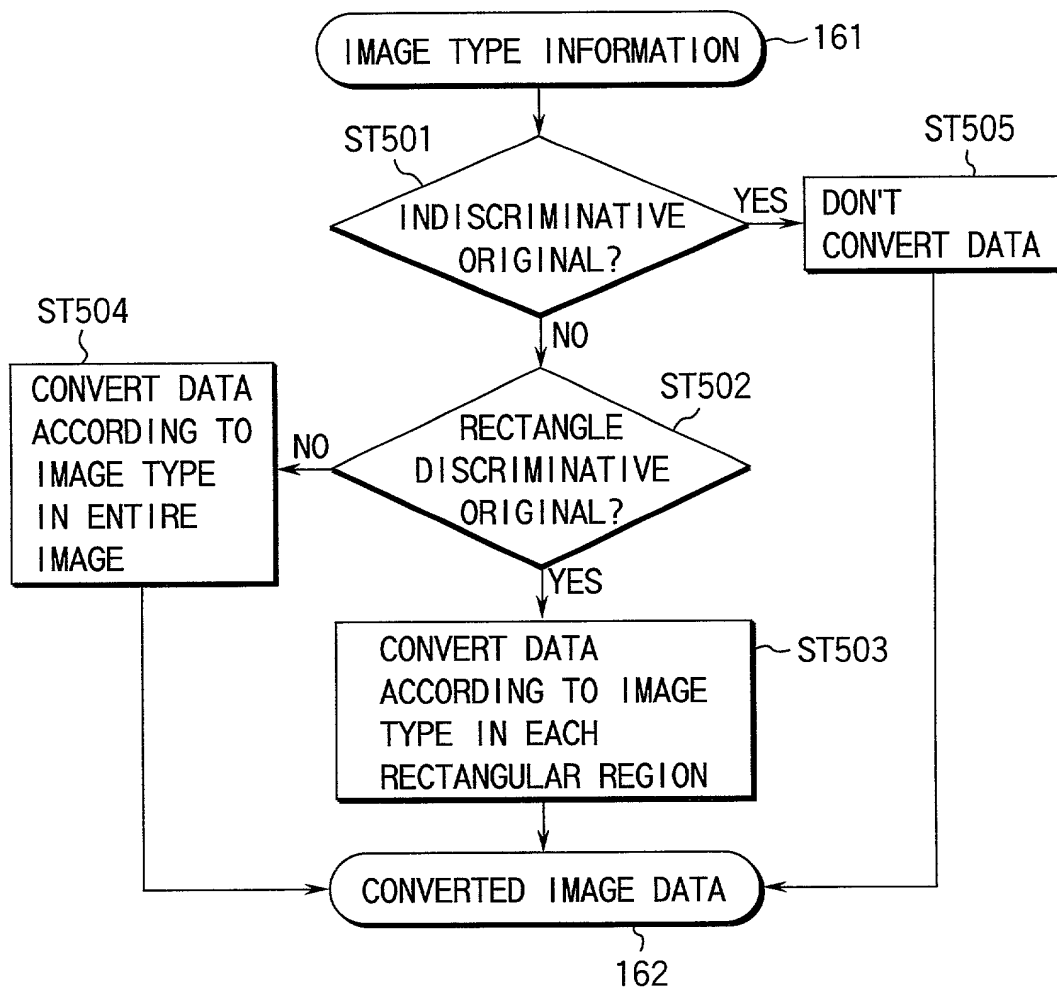 IMAGE TYPE INFORMATION
161
ST501
INDISCRIMINATIVE
ORIGINAL?
YES
ST505
DON'T
CONVERT DATA
NO
ST502
RECTANGLE
DISCRIMINATIVE
ORIGINAL?
NO
ST504
CONVERT DATA
ACCORDING TO
IMAGE TYPE
IN ENTIRE
IMAGE
YES
CONVERT DATA
ACCORDING TO IMAGE
TYPE IN EACH
RECTANGULAR REGION
ST503
CONVERTED IMAGE DATA
162